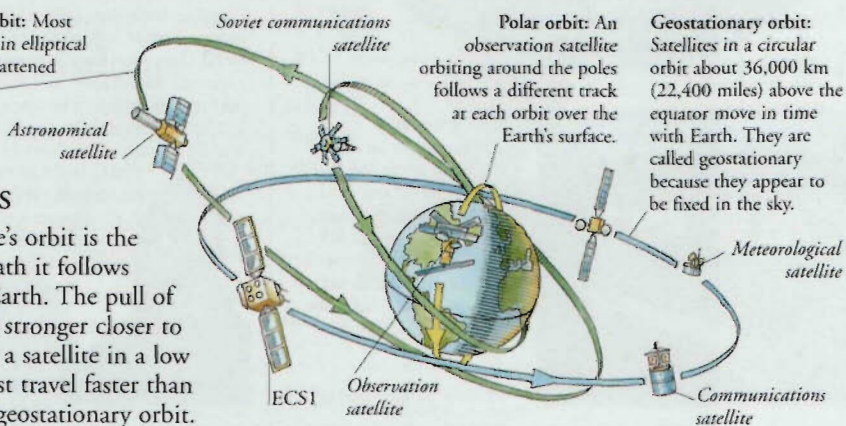 bit: Most
in elliptical
attened
Soviet communications
satellite
Polar orbit: An
observation satellite
orbiting around the poles
follows a different track
at each orbit over the
Earth's surface.
Geostationary orbit:
Satellites in a circular
orbit about 36,000 km
(22,400 miles) above the
equator move in time
with Earth. They are
called geostationary
because they appear to
be fixed in the sky.
Astronomical
satellite
s
e's orbit is the
ath it follows
Earth. The pull of
stronger closer to
a satellite in a low
st travel faster than
geostationary orbit.
ECS1
Observation
satellite
Meteorological
satellite
Communications
satellite